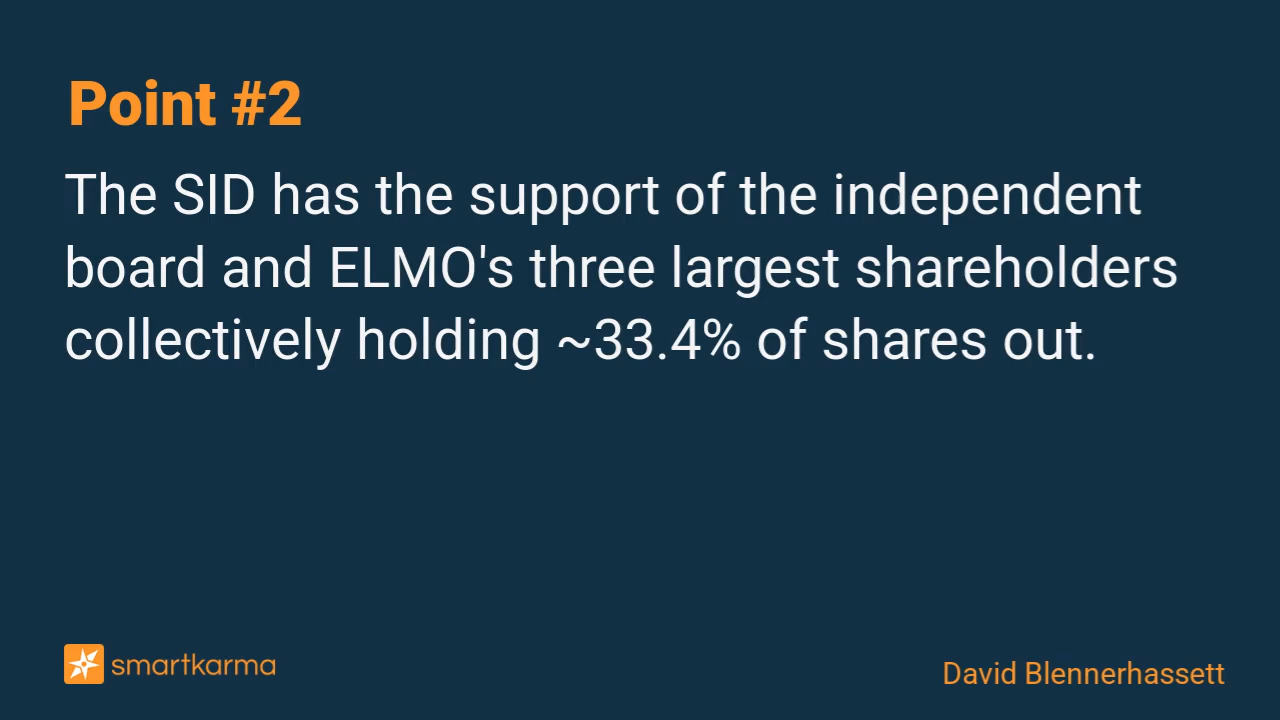 Point #2
The SID has the support of the independent
board and ELMO's three largest shareholders
collectively holding ~33.4% of shares out.
smartkarma
David Blennerhassett